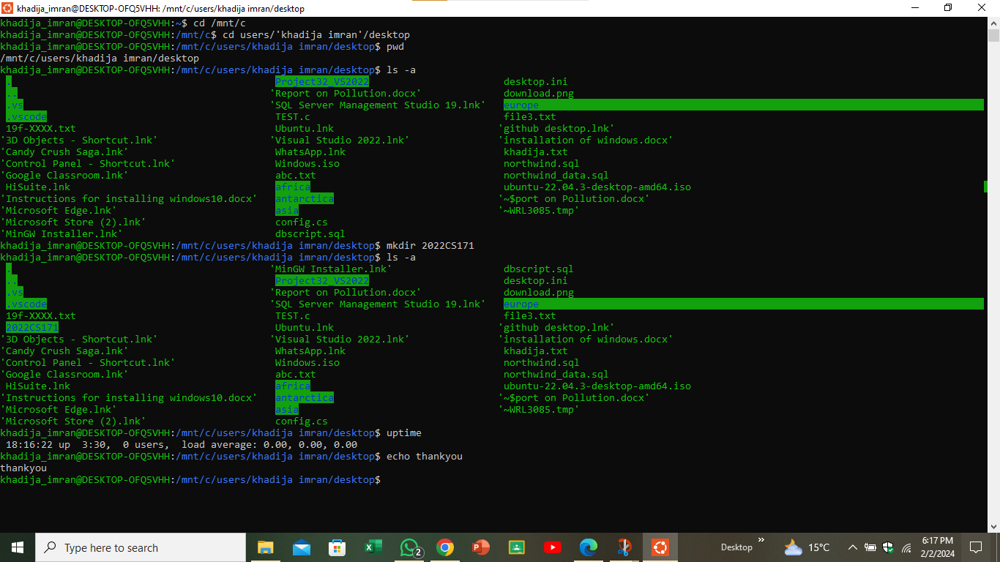 khadija_imran@DESKTOP-OFQ5VHH: /mnt/c/users/khadija imran/desktop
khadija_imran@DESKTOP-OFQ5VHH:~$ cd /mnt/c
khadija_imran@DESKTOP-OFQ5VHH:/mnt/c$ cd users/'khadija imran'/desktop
khadija_imran@DESKTOP-OFQ5VHH:/mnt/c/users/khadija imran/desktop$ pwd
/mnt/c/users/khadija imran/desktop
khadija_imran@DESKTOP-OFQ5VHH:/mnt/c/users/khadija imran/desktop$ ls -a
. Project32_VS2022 desktop.ini
.. 'Report on Pollution.docx' download.png
.vs 'SQL Server Management Studio 19.lnk' europe
.vscode TEST.c file3.txt
19f-XXXX.txt Ubuntu.lnk 'github desktop.lnk'
'3D Objects - Shortcut.lnk' 'Visual Studio 2022.lnk' 'installation of windows.docx'
'Candy Crush Saga.lnk' WhatsApp.lnk khadija.txt
'Control Panel - Shortcut.lnk' Windows.iso northwind.sql
'Google Classroom.lnk' abc.txt northwind_data.sql
HiSuite.lnk africa ubuntu-22.04.3-desktop-amd64.iso
'Instructions for installing windows10.docx' antarctica '~$port on Pollution.docx'
'Microsoft Edge.lnk' asia '~WRL3085.tmp'
'Microsoft Store (2).lnk' config.cs
'MinGW Installer.lnk' dbscript.sql
khadija_imran@DESKTOP-OFQ5VHH:/mnt/c/users/khadija imran/desktop$ mkdir 2022CS171
khadija_imran@DESKTOP-OFQ5VHH:/mnt/c/users/khadija imran/desktop$ ls -a
. 'MinGW Installer.lnk' dbscript.sql
.. Project32_VS2022 desktop.ini
.vs 'Report on Pollution.docx' download.png
.vscode 'SQL Server Management Studio 19.lnk' europe
19f-XXXX.txt TEST.c file3.txt
2022CS171 Ubuntu.lnk 'github desktop.lnk'
'3D Objects - Shortcut.lnk' 'Visual Studio 2022.lnk' 'installation of windows.docx'
'Candy Crush Saga.lnk' WhatsApp.lnk khadija.txt
'Control Panel - Shortcut.lnk' Windows.iso northwind.sql
'Google Classroom.lnk' abc.txt northwind_data.sql
HiSuite.lnk africa ubuntu-22.04.3-desktop-amd64.iso
'Instructions for installing windows10.docx' antarctica '~$port on Pollution.docx'
'Microsoft Edge.lnk' asia '~WRL3085.tmp'
'Microsoft Store (2).lnk' config.cs
khadija_imran@DESKTOP-OFQ5VHH:/mnt/c/users/khadija imran/desktop$ uptime
18:16:22 up 3:30, 0 users, load average: 0.00, 0.00, 0.00
khadija_imran@DESKTOP-OFQ5VHH:/mnt/c/users/khadija imran/desktop$ echo thankyou
thankyou
khadija_imran@DESKTOP-OFQ5VHH:/mnt/c/users/khadija imran/desktop$
Type here to search 2 Desktop » 15°C 6:17 PM
2/2/2024